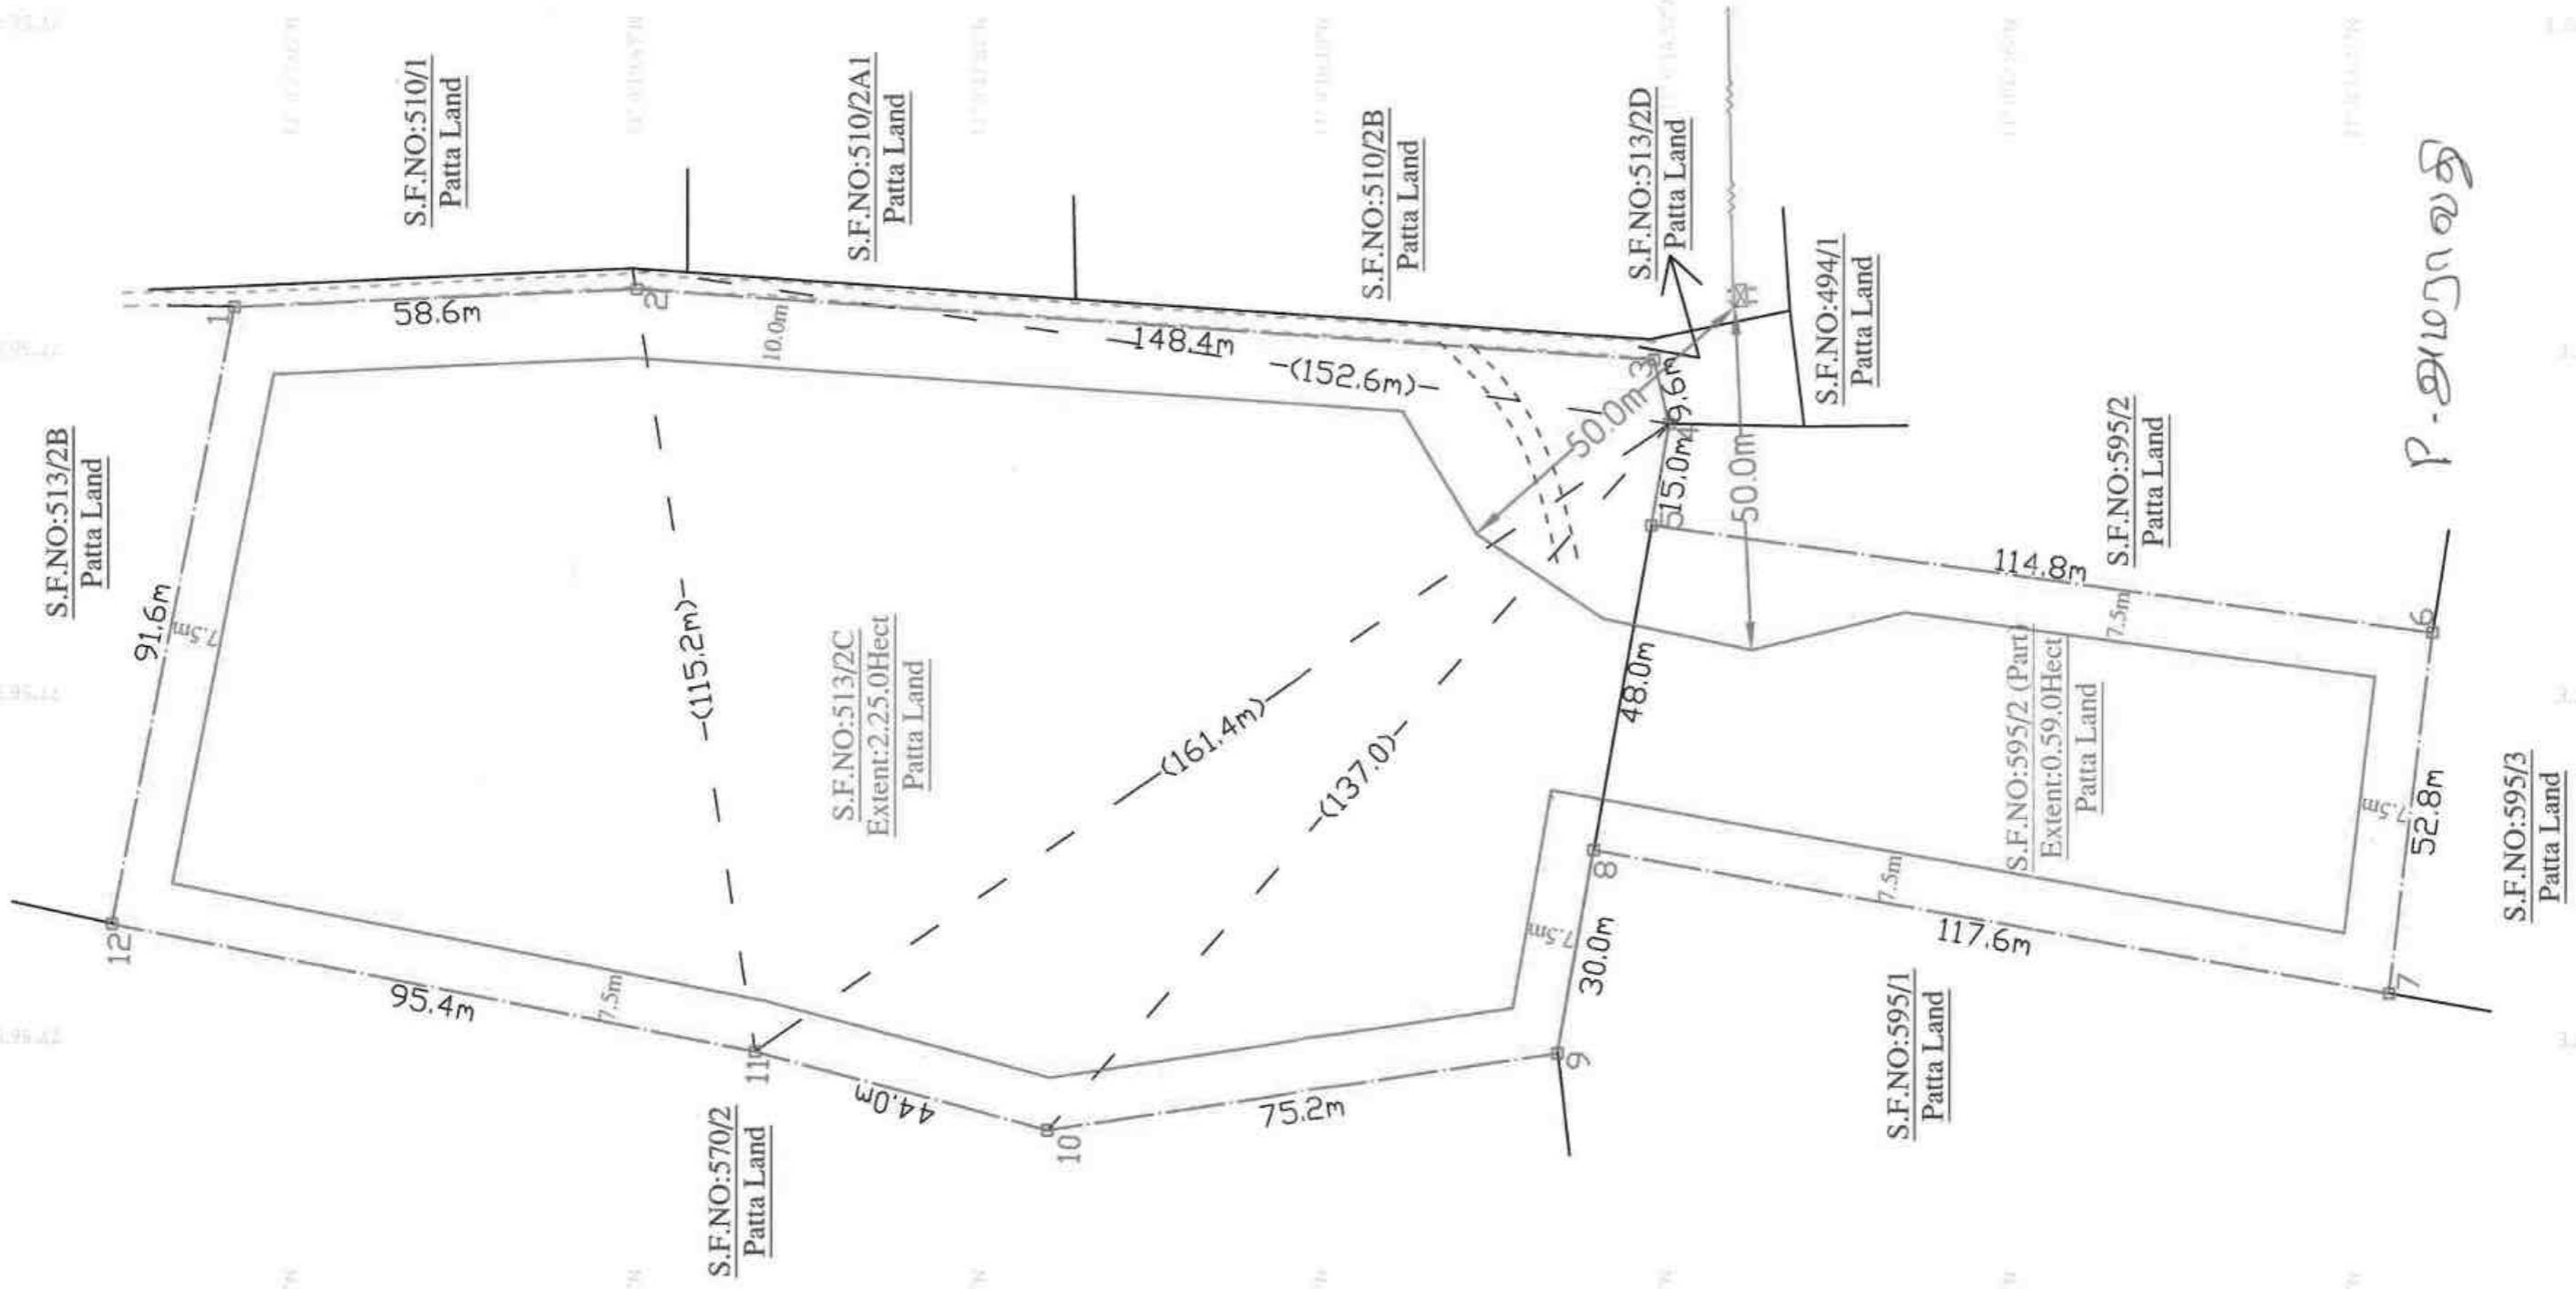 S.F.NO:510/1
Patta Land
S.F.NO:510/2A1
Patta Land
S.F.NO:510/2B
Patta Land
S.F.NO:513/2D
Patta Land
S.F.NO:494/1
Patta Land
S.F.NO:513/2B
Patta Land
1
58.6m
2
10.0m
148.4m
(152.6m)
3
9.6m
4
50.0m
15.0m
5
50.0m
91.6m
7.5m
(115.2m)
S.F.NO:513/2C
Extent:2.25.0Hect
Patta Land
(161.4m)
(137.0)
48.0m
114.8m
7.5m
S.F.NO:595/2
Patta Land
6
S.F.NO:595/2 (Part)
Extent:0.59.0Hect
Patta Land
7.5m
52.8m
S.F.NO:595/3
Patta Land
8
7.5m
117.6m
7
7.5m
30.0m
9
S.F.NO:595/1
Patta Land
12
95.4m
7.5m
11
44.0m
10
75.2m
S.F.NO:570/2
Patta Land